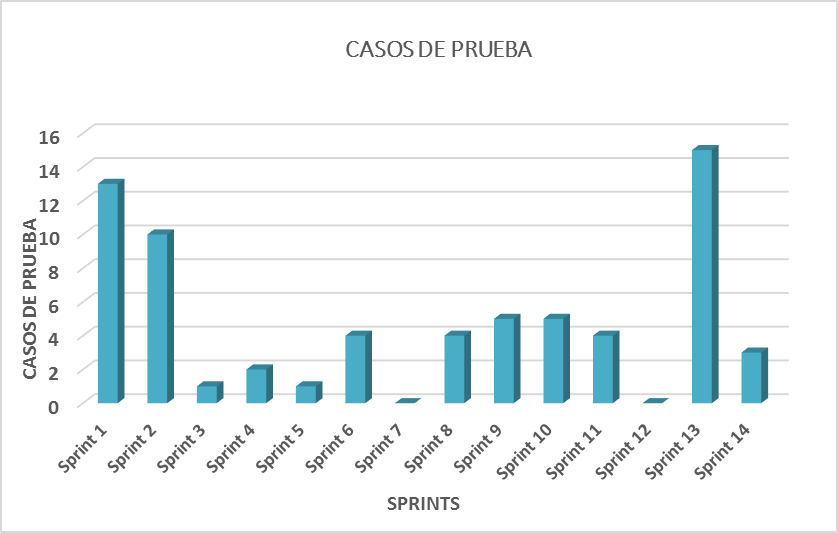 CASOS DE PRUEBA
CASOS DE PRUEBA
16
14
12
10
8
6
4
2
0
Sprint 1
Sprint 2
Sprint 3
Sprint 4
Sprint 5
Sprint 6
Sprint 7
Sprint 8
Sprint 9
Sprint 10
Sprint 11
Sprint 12
Sprint 13
Sprint 14
SPRINTS